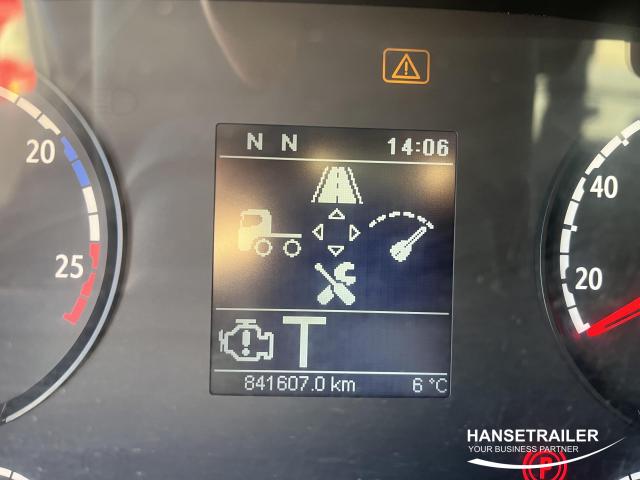 N N 14:06
20
25
40
20
T
841607.0 km 6 °C
HANSETRAILER
YOUR BUSINESS PARTNER
P